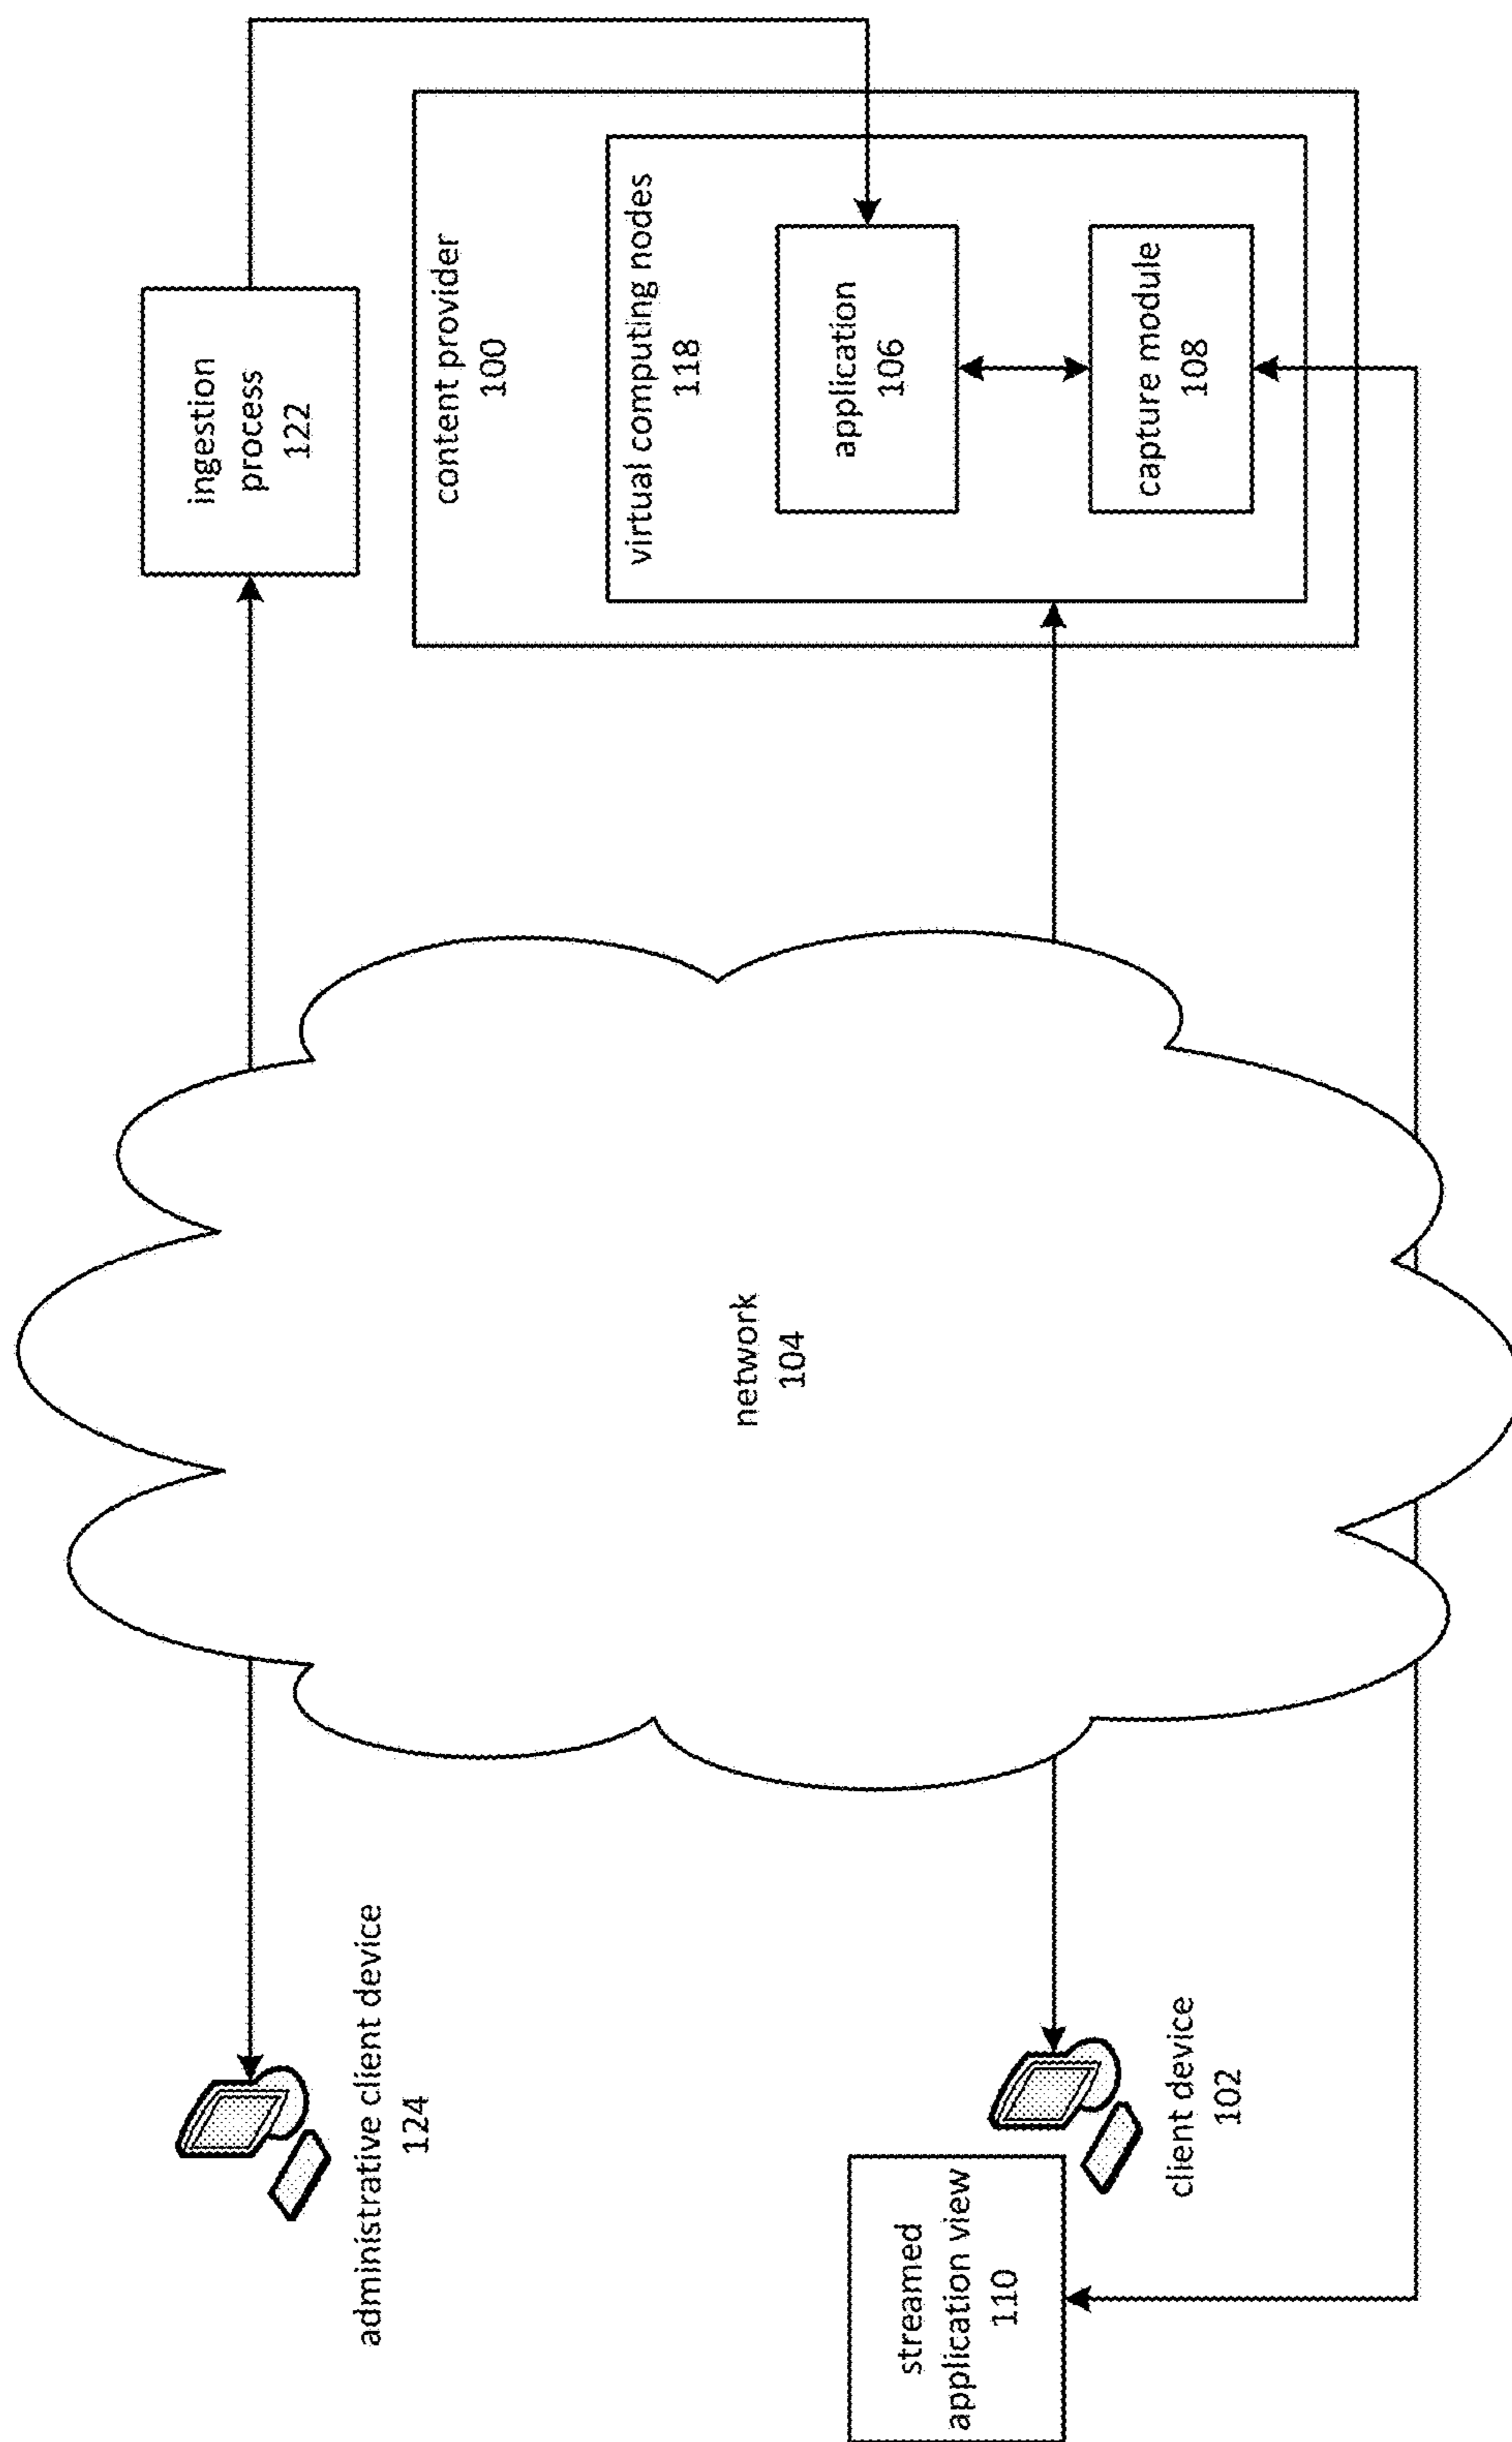 administrative client device
124
ingestion
process
122
content provider
100
virtual computing nodes
118
network
104
application
106
streamed
application view
110
client device
102
capture module
108